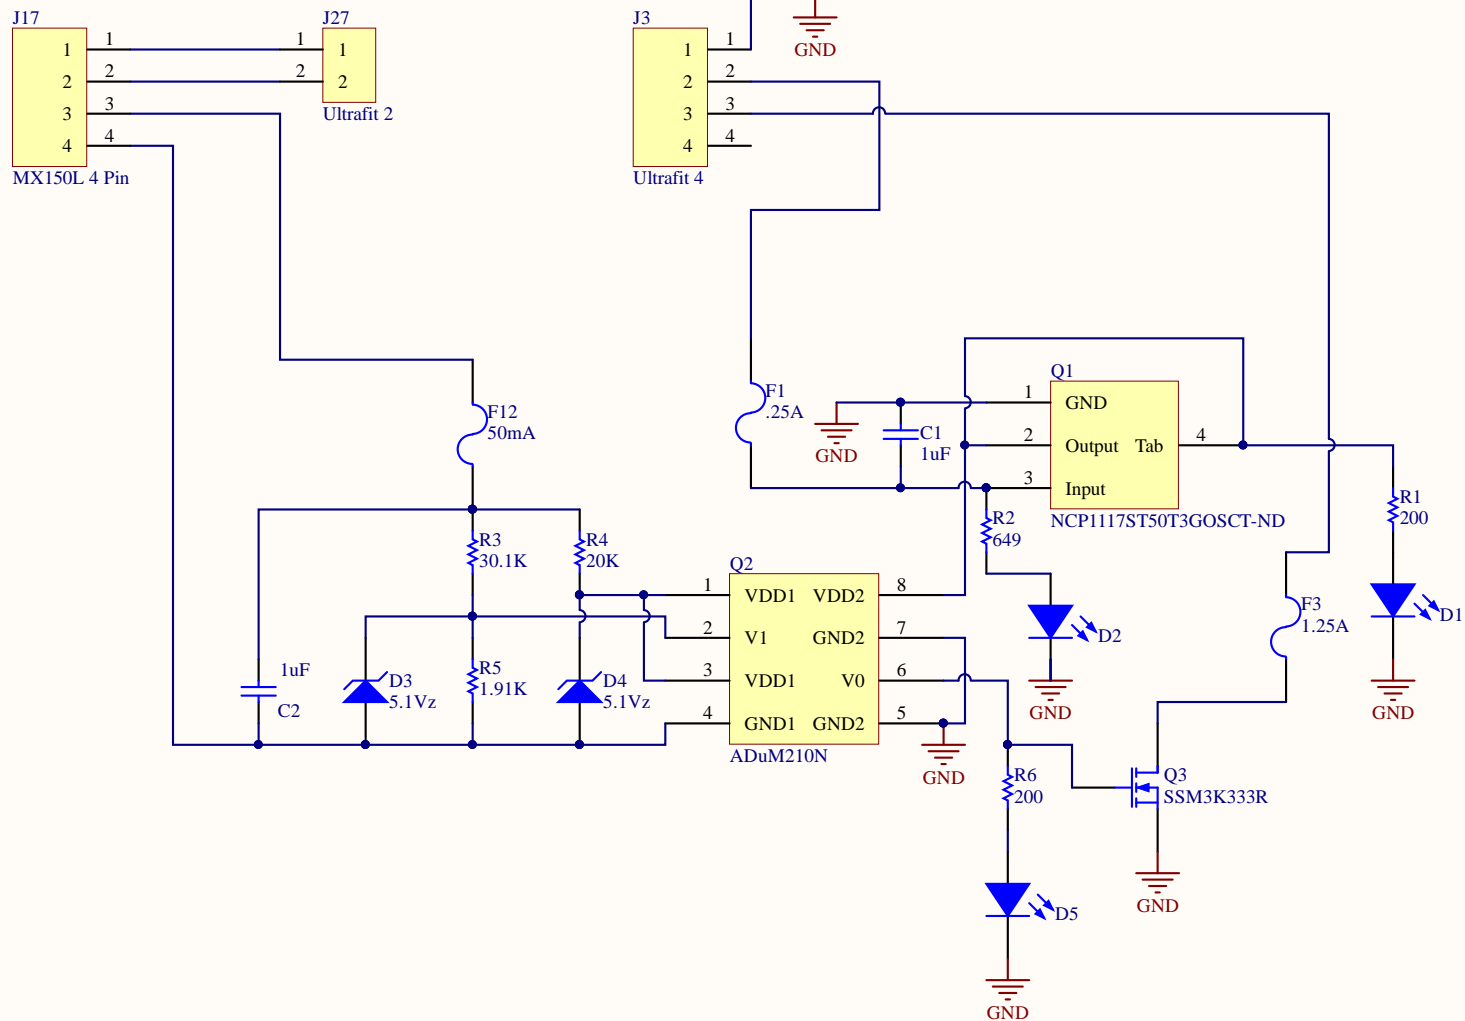 J17
1 1
2 2
3 3
4 4
MX150L 4 Pin
J27
1 1
2 2
Ultrafit 2
J3
1 1
2 2
3 3
4 4
Ultrafit 4
GND
F12
50mA
F1
.25A
GND
C1
1uF
Q1
1 GND
2 Output Tab 4
3 Input
NCP1117ST50T3GOSCT-ND
R1
200
R2
649
R3
30.1K
R4
20K
Q2
1 VDD1 VDD2 8
2 V1 GND2 7
3 VDD1 V0 6
4 GND1 GND2 5
ADuM210N
D2
GND
F3
1.25A
D1
GND
1uF
C2
D3
5.1Vz
R5
1.91K
D4
5.1Vz
GND
R6
200
Q3
SSM3K333R
GND
D5
GND